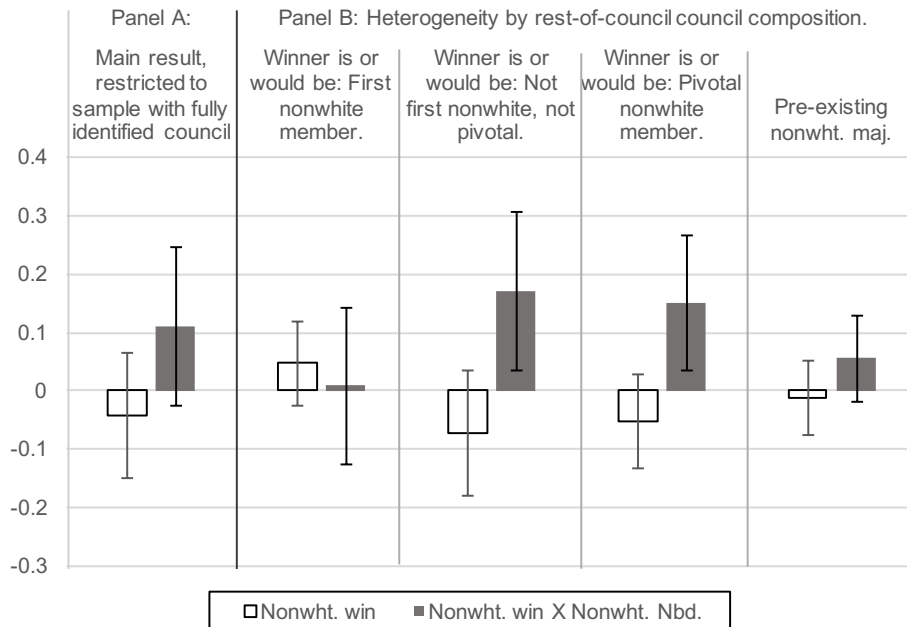 Panel A:
Panel B: Heterogeneity by rest-of-council council composition.
Main result,
restricted to
sample with fully
identified council
Winner is or
would be: First
nonwhite
member.
Winner is or
would be: Not
first nonwhite, not
pivotal.
Winner is or
would be: Pivotal
nonwhite
member.
Pre-existing
nonwht. maj.
0.4
0.3
0.2
0.1
0
-0.1
-0.2
-0.3
Nonwht. win
Nonwht. win X Nonwht. Nbd.